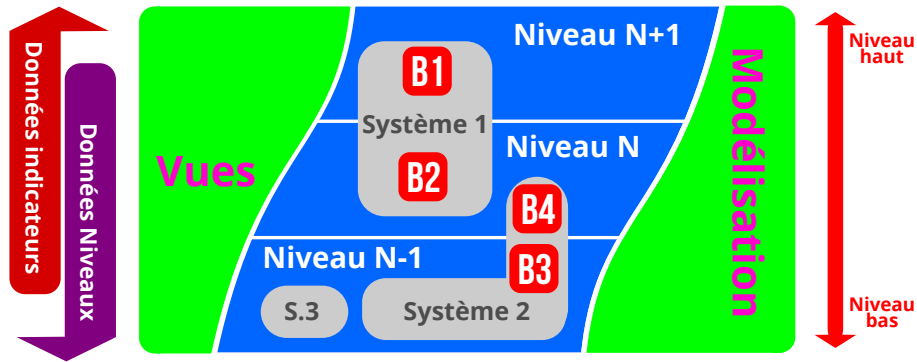 Données indicateurs
Données Niveaux
Vues
Niveau N+1
B1
Système 1
B2
Niveau N
B4
Niveau N-1
B3
S.3
Système 2
Modélisation
Niveau
haut
Niveau
bas